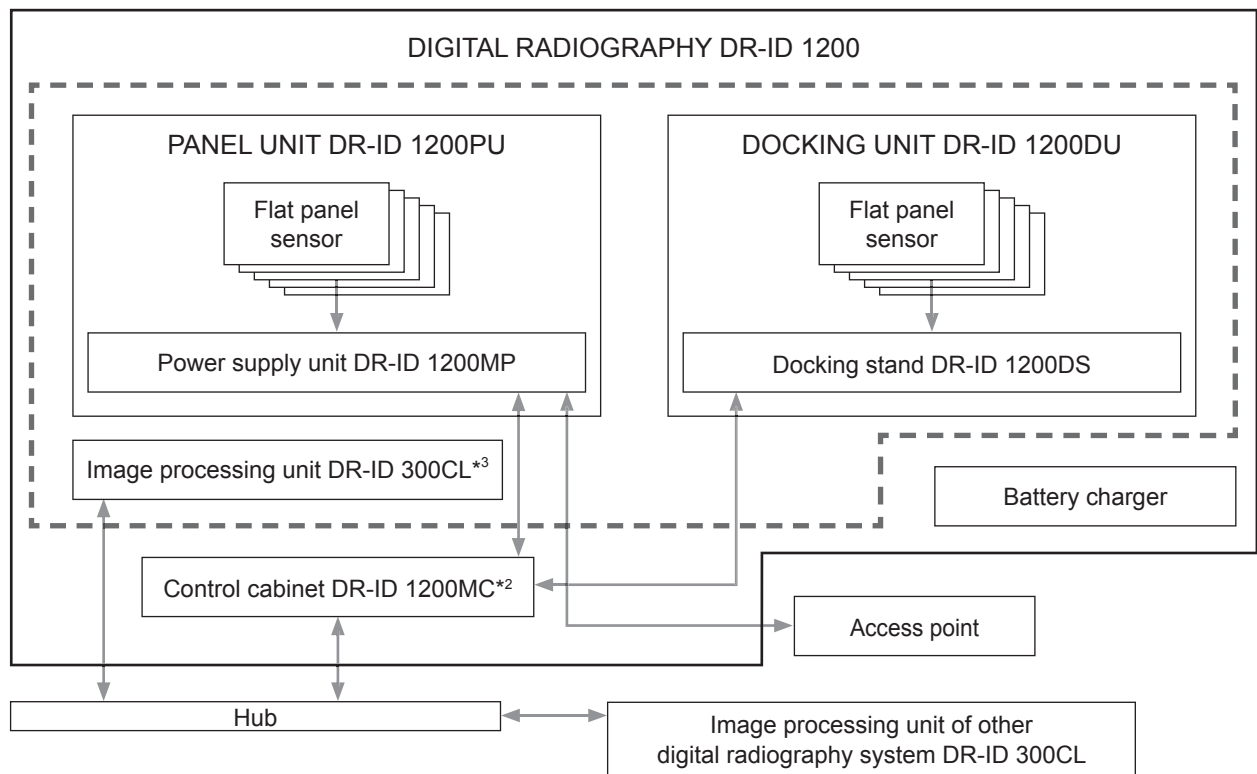 DIGITAL RADIOGRAPHY DR-ID 1200
PANEL UNIT DR-ID 1200PU
Flat panel
sensor
Power supply unit DR-ID 1200MP
DOCKING UNIT DR-ID 1200DU
Flat panel
sensor
Docking stand DR-ID 1200DS
Image processing unit DR-ID 300CL*3
Battery charger
Control cabinet DR-ID 1200MC*2
Access point
Hub
Image processing unit of other
digital radiography system DR-ID 300CL